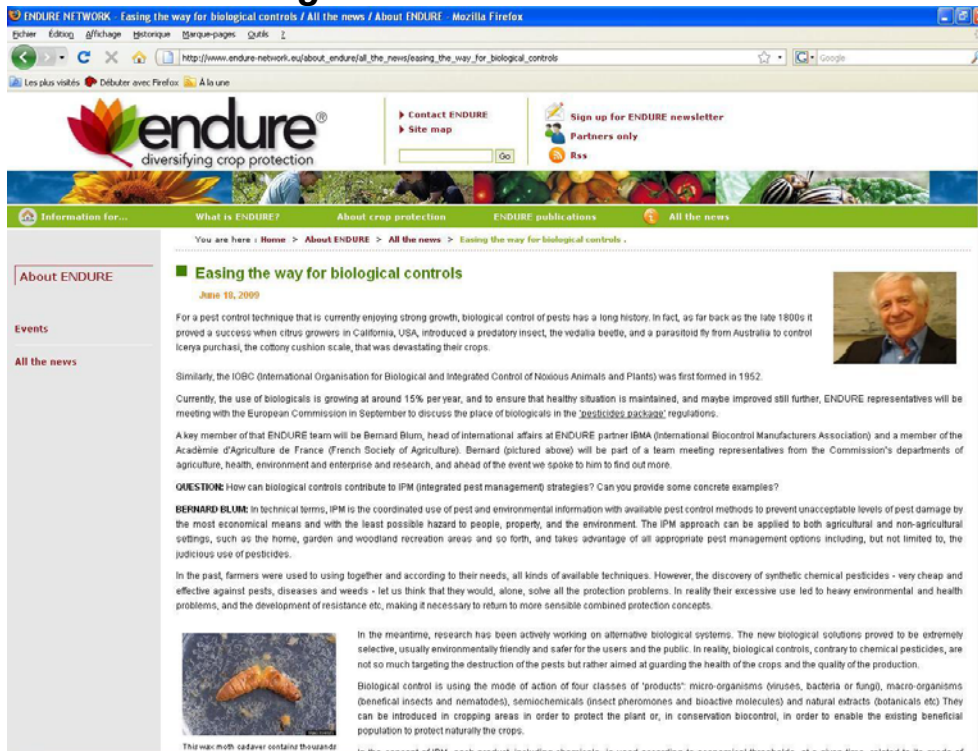 ENDURE NETWORK - Easing the way for biological controls / All the news / About ENDURE - Mozilla Firefox
Fichier Édition Affichage Historique Marque-pages Outils ?
http://www.endure-network.eu/about_endure/all_the_news/easing_the_way_for_biological_controls
Google
Les plus visités Débuter avec Firefox À la une
endure®
diversifying crop protection
Contact ENDURE
Site map
Go
Sign up for ENDURE newsletter
Partners only
Rss
Information for... What is ENDURE? About crop protection ENDURE publications All the news
You are here : Home > About ENDURE > All the news > Easing the way for biological controls .
About ENDURE
Events
All the news
Easing the way for biological controls
June 18, 2009
For a pest control technique that is currently enjoying strong growth, biological control of pests has a long history. In fact, as far back as the late 1800s it
proved a success when citrus growers in California, USA, introduced a predatory insect, the vedalia beetle, and a parasitoid fly from Australia to control
Icerya purchasi, the cottony cushion scale, that was devastating their crops.
Similarly, the IOBC (International Organisation for Biological and Integrated Control of Noxious Animals and Plants) was first formed in 1952.
Currently, the use of biologicals is growing at around 15% per year, and to ensure that healthy situation is maintained, and maybe improved still further, ENDURE representatives will be
meeting with the European Commission in September to discuss the place of biologicals in the 'pesticides package' regulations.
A key member of that ENDURE team will be Bernard Blum, head of international affairs at ENDURE partner IBMA (International Biocontrol Manufacturers Association) and a member of the
Acadèmie d'Agriculture de France (French Society of Agriculture). Bernard (pictured above) will be part of a team meeting representatives from the Commission's departments of
agriculture, health, environment and enterprise and research, and ahead of the event we spoke to him to find out more.
QUESTION: How can biological controls contribute to IPM (integrated pest management) strategies? Can you provide some concrete examples?
BERNARD BLUM: In technical terms, IPM is the coordinated use of pest and environmental information with available pest control methods to prevent unacceptable levels of pest damage by
the most economical means and with the least possible hazard to people, property, and the environment. The IPM approach can be applied to both agricultural and non-agricultural
settings, such as the home, garden and woodland recreation areas and so forth, and takes advantage of all appropriate pest management options including, but not limited to, the
judicious use of pesticides.
In the past, farmers were used to using together and according to their needs, all kinds of available techniques. However, the discovery of synthetic chemical pesticides - very cheap and
effective against pests, diseases and weeds - let us think that they would, alone, solve all the protection problems. In reality their excessive use led to heavy environmental and health
problems, and the development of resistance etc, making it necessary to return to more sensible combined protection concepts.
In the meantime, research has been actively working on alternative biological systems. The new biological solutions proved to be extremely
selective, usually environmentally friendly and safer for the users and the public. In reality, biological controls, contrary to chemical pesticides, are
not so much targeting the destruction of the pests but rather aimed at guarding the health of the crops and the quality of the production.
Biological control is using the mode of action of four classes of 'products': micro-organisms (viruses, bacteria or fungi), macro-organisms
(benefical insects and nematodes), semiochemicals (insect pheromones and bioactive molecules) and natural extracts (botanicals etc) They
can be introduced in cropping areas in order to protect the plant or, in conservation biocontrol, in order to enable the existing beneficial
population to protect naturally the crops.
This wax moth cadaver contains thousands